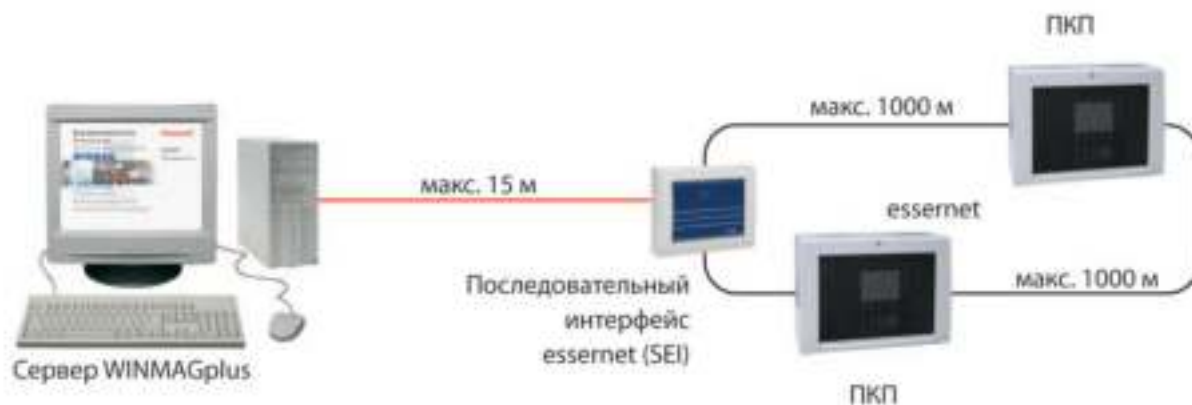 ПКП
макс. 1000 м
макс. 15 м
essernet
Последовательный
интерфейс
essernet (SEI)
макс. 1000 м
Сервер WINMAGplus
ПКП